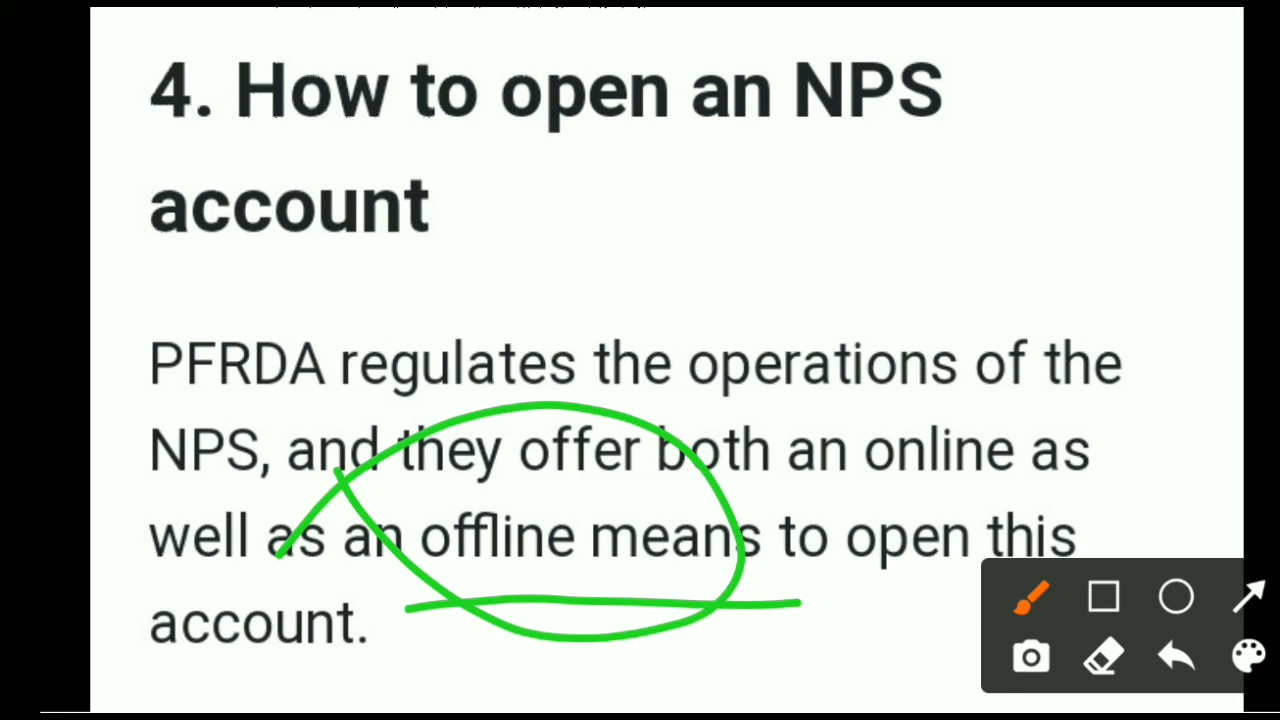 4. How to open an NPS
account
PFRDA regulates the operations of the
NPS, and they offer both an online as
well as an offline means to open this
account.